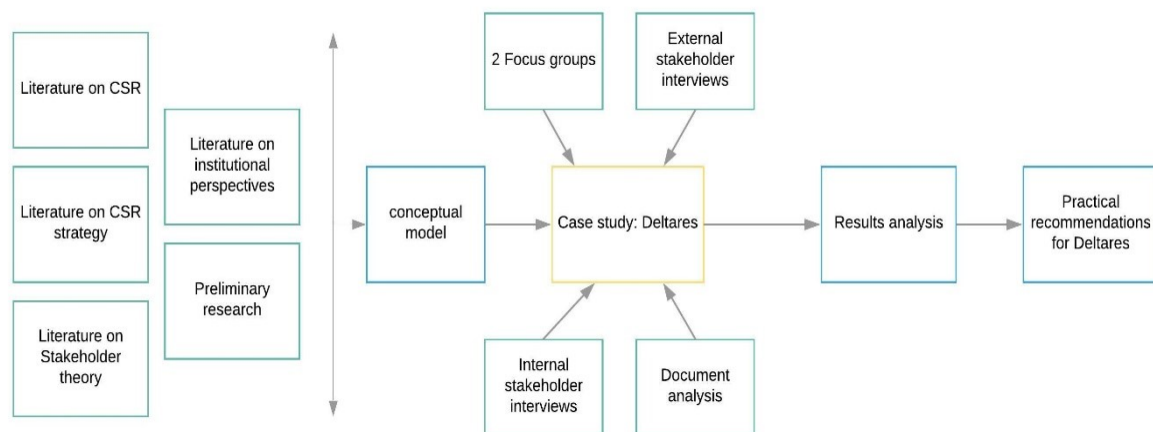 Literature on CSR
Literature on CSR
strategy
Literature on
Stakeholder
theory
Literature on
institutional
perspectives
Preliminary
research
conceptual
model
2 Focus groups
External
stakeholder
interviews
Case study: Deltares
Internal
stakeholder
interviews
Document
analysis
Results analysis
Practical
recommendations
for Deltares